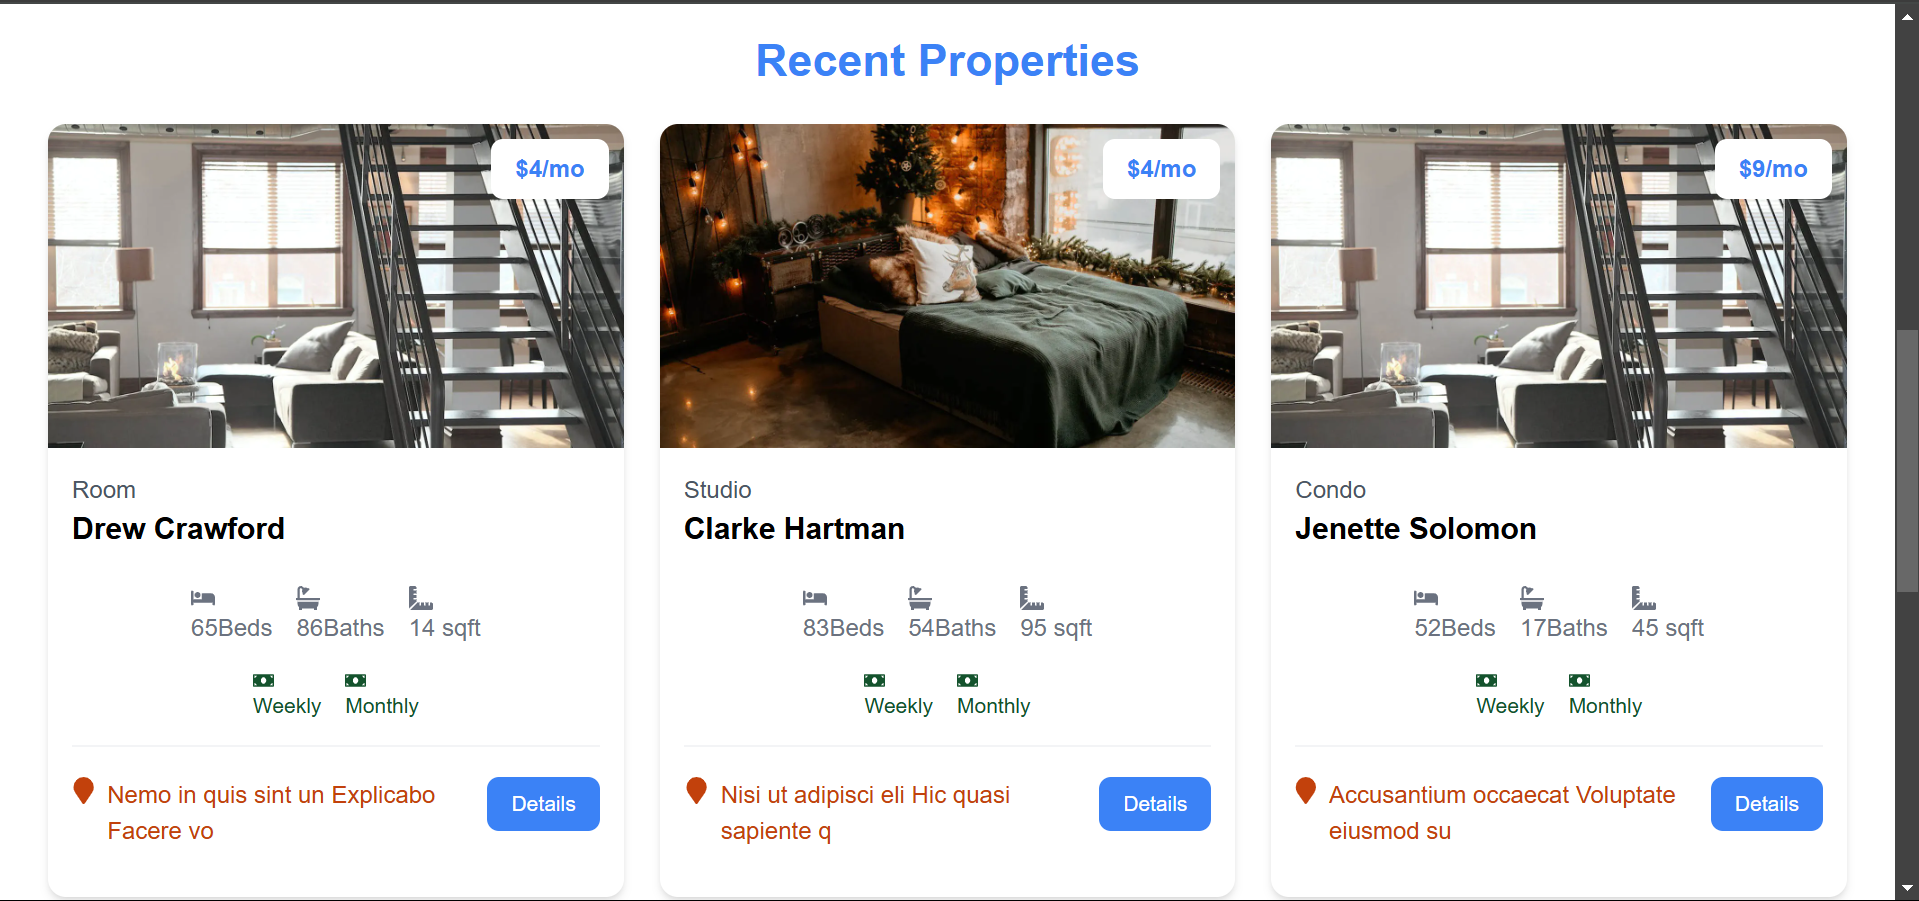 Recent Properties
$4/mo
Room
Drew Crawford
65Beds 86Baths 14 sqft
Weekly Monthly
Nemo in quis sint un Explicabo
Facere vo
Details
$4/mo
Studio
Clarke Hartman
83Beds 54Baths 95 sqft
Weekly Monthly
Nisi ut adipisci eli Hic quasi
sapiente q
Details
$9/mo
Condo
Jenette Solomon
52Beds 17Baths 45 sqft
Weekly Monthly
Accusantium occaecat Voluptate
eiusmod su
Details